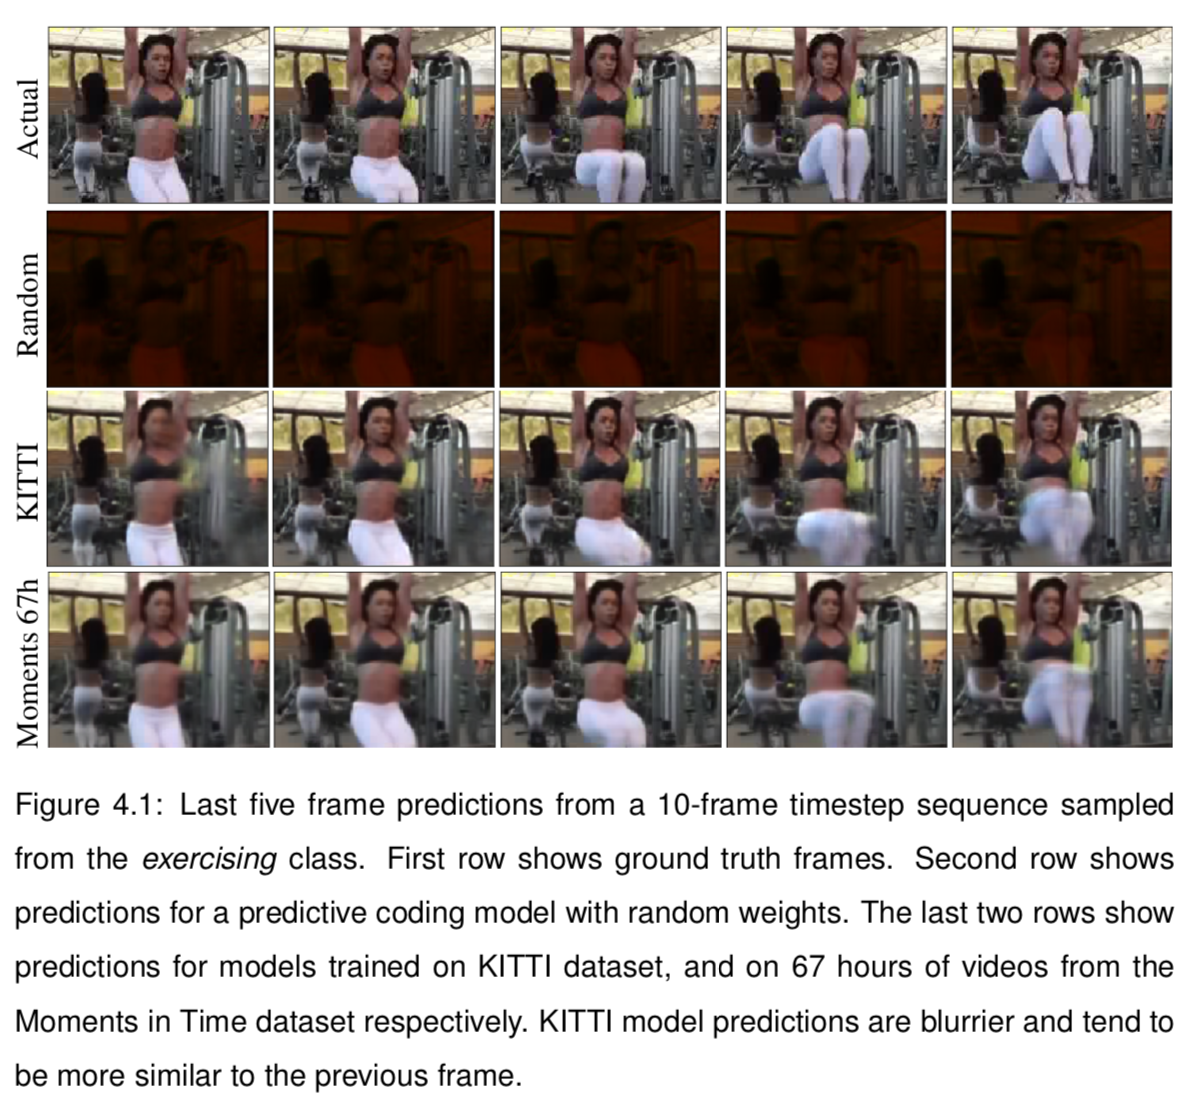 Actual
Random
KITTI
Moments 67h
Figure 4.1: Last five frame predictions from a 10-frame timestep sequence sampled
from the exercising class. First row shows ground truth frames. Second row shows
predictions for a predictive coding model with random weights. The last two rows show
predictions for models trained on KITTI dataset, and on 67 hours of videos from the
Moments in Time dataset respectively. KITTI model predictions are blurrier and tend to
be more similar to the previous frame.